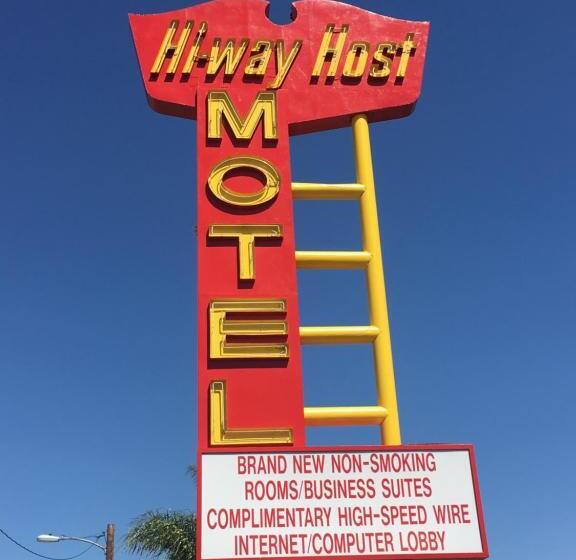 Hi-way Host
MOTEL
BRAND NEW NON-SMOKING
ROOMS/BUSINESS SUITES
COMPLIMENTARY HIGH-SPEED WIRE
INTERNET/COMPUTER LOBBY